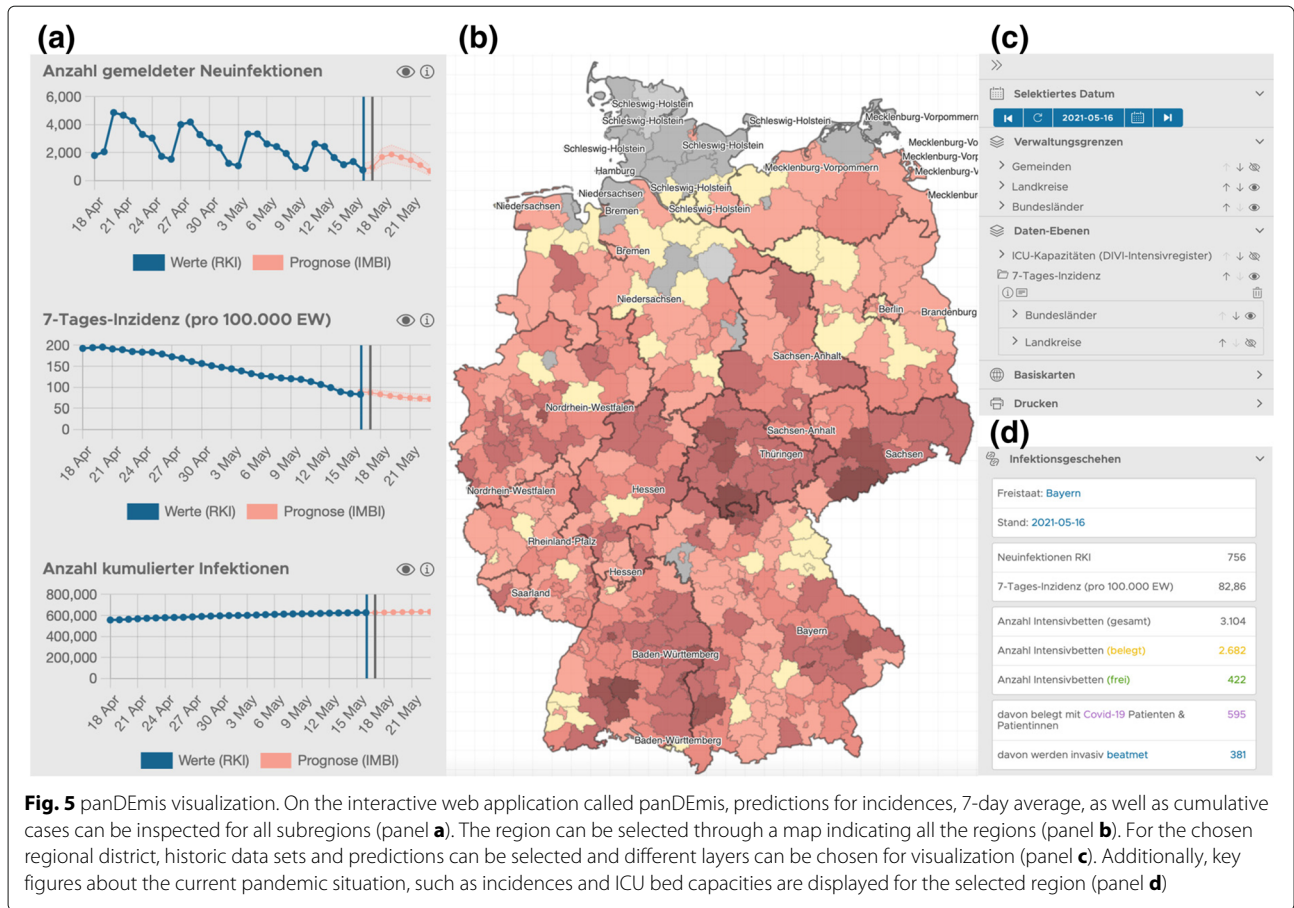 (a)
Anzahl gemeldeter Neuinfektionen
6,000
4,000
2,000
0
18 Apr
21 Apr
24 Apr
27 Apr
30 Apr
3 May
6 May
9 May
12 May
15 May
18 May
21 May
Werte (RKI)
Prognose (IMBI)
7-Tages-Inzidenz (pro 100.000 EW)
200
150
100
50
0
18 Apr
21 Apr
24 Apr
27 Apr
30 Apr
3 May
6 May
9 May
12 May
15 May
18 May
21 May
Werte (RKI)
Prognose (IMBI)
Anzahl kumulierter Infektionen
800,000
600,000
400,000
200,000
0
18 Apr
21 Apr
24 Apr
27 Apr
30 Apr
3 May
6 May
9 May
12 May
15 May
18 May
21 May
Werte (RKI)
Prognose (IMBI)
(b)
Schleswig-Holstein
Schleswig-Holstein
Schleswig-Holstein
Mecklenburg-Vorpommern
Schleswig-Holstein
Schleswig-Holstein
Mecklenburg-Vo
Mecklenburg-Vorp
Mecklenburg-Vorpommern
Mecklenburg-V
Hamburg
Schleswig-Holstein
Niedersachsen
Mecklenbur
Niedersachsen
Bremen
Schleswig-Holstein
Bremen
Niedersachsen
Berlin
Brandenburg
Sachsen-Anhalt
Nordrhein-Westfalen
Sachsen-Anhalt
Thüringen
Sachsen
Nordrhein-Westfalen
Hessen
Rheinland-Pfalz
Hessen
Saarland
Bayern
Baden-Württemberg
Baden-Württemberg
(c)
Selektiertes Datum
2021-05-16
Verwaltungsgrenzen
Gemeinden
Landkreise
Bundesländer
Daten-Ebenen
ICU-Kapazitäten (DIVI-Intensivregister)
7-Tages-Inzidenz
Bundesländer
Landkreise
Basiskarten
Drucken
(d)
Infektionsgeschehen
Freistaat: Bayern
Stand: 2021-05-16
Neuinfektionen RKI 756
7-Tages-Inzidenz (pro 100.000 EW) 82,86
Anzahl Intensivbetten (gesamt) 3.104
Anzahl Intensivbetten (belegt) 2.682
Anzahl Intensivbetten (frei) 422
davon belegt mit Covid-19 Patienten & 595
Patientinnen
davon werden invasiv beatmet 381
Fig. 5 panDEmis visualization. On the interactive web application called panDEmis, predictions for incidences, 7-day average, as well as cumulative
cases can be inspected for all subregions (panel a). The region can be selected through a map indicating all the regions (panel b). For the chosen
regional district, historic data sets and predictions can be selected and different layers can be chosen for visualization (panel c). Additionally, key
figures about the current pandemic situation, such as incidences and ICU bed capacities are displayed for the selected region (panel d)